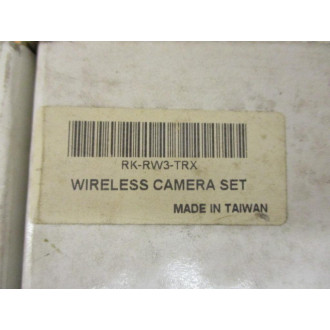 RK-RW3-TRX
WIRELESS CAMERA SET
MADE IN TAIWAN